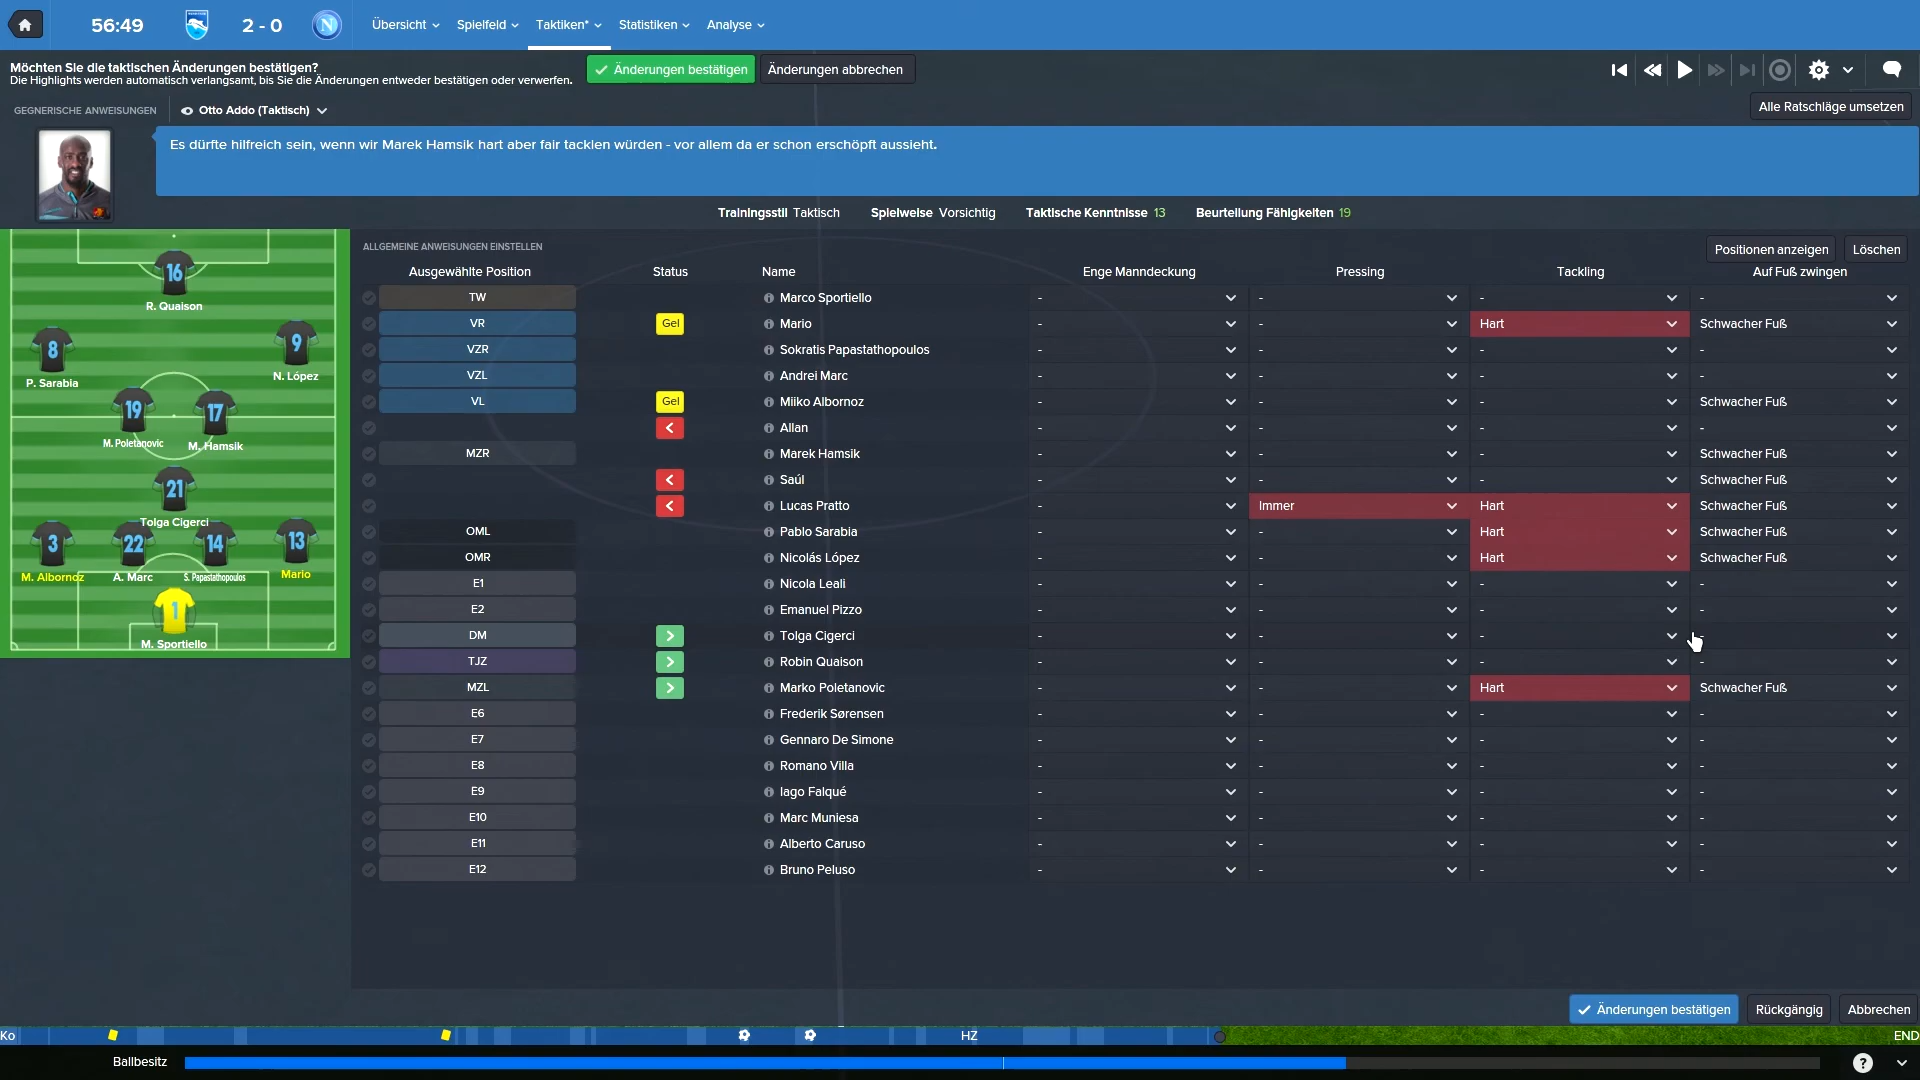 56:49 2 - 0 N Übersicht Spielfeld Taktiken* Statistiken Analyse
Möchten Sie die taktischen Änderungen bestätigen?
Die Highlights werden automatisch verlangsamt, bis Sie die Änderungen entweder bestätigen oder verwerfen.
Änderungen bestätigen Änderungen abbrechen
GEGNERISCHE ANWEISUNGEN Otto Addo (Taktisch) Alle Ratschläge umsetzen
Es dürfte hilfreich sein, wenn wir Marek Hamsik hart aber fair tacklen würden - vor allem da er schon erschöpft aussieht.
Trainingsstil Taktisch Spielweise Vorsichtig Taktische Kenntnisse 13 Beurteilung Fähigkeiten 19
16
R. Quaison
8
P. Sarabia
9
N. López
19
M. Poletanovic
17
M. Hamsik
21
Tolga Cigerci
3
M. Albornoz
22
A. Marc
14
S. Papastathopoulos
13
Mario
1
M. Sportiello
ALLGEMEINE ANWEISUNGEN EINSTELLEN Positionen anzeigen Löschen
Ausgewählte Position Status Name Enge Manndeckung Pressing Tackling Auf Fuß zwingen
TW Marco Sportiello - - - -
VR Gel Mario - - Hart Schwacher Fuß
VZR Sokratis Papastathopoulos - - - -
VZL Andrei Marc - - - -
VL Gel Miiko Albornoz - - - Schwacher Fuß
Allan - - - -
MZR Marek Hamsik - - - Schwacher Fuß
Saúl - - - Schwacher Fuß
Lucas Pratto - Immer Hart Schwacher Fuß
OML Pablo Sarabia - - Hart Schwacher Fuß
OMR Nicolás López - - Hart Schwacher Fuß
E1 Nicola Leali - - - -
E2 Emanuel Pizzo - - - -
DM Tolga Cigerci - - - -
TJZ Robin Quaison - - - -
MZL Marko Poletanovic - - Hart Schwacher Fuß
E6 Frederik Sørensen - - - -
E7 Gennaro De Simone - - - -
E8 Romano Villa - - - -
E9 Iago Falqué - - - -
E10 Marc Muniesa - - - -
E11 Alberto Caruso - - - -
E12 Bruno Peluso - - - -
Änderungen bestätigen Rückgängig Abbrechen
Ko HZ END
Ballbesitz ?